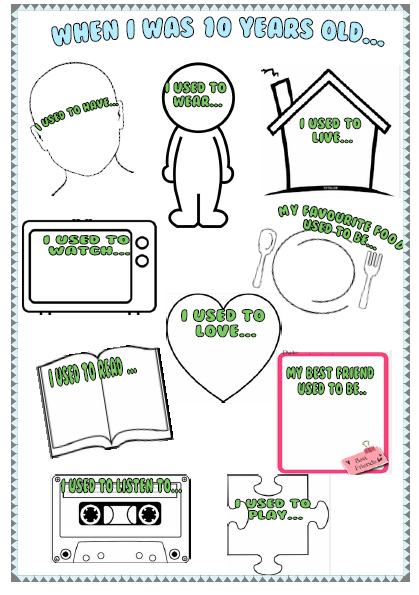 WHEN I WAS 10 YEARS OLD...
I USED TO HAVE...
I USED TO
WEAR...
I USED TO
LIVE...
I USED TO
WATCH...
MY FAVOURITE FOOD
USED TO BE...
I USED TO
LOVE...
I USED TO READ ...
Date:
MY BEST FRIEND
USED TO BE..
Best
Friends
I USED TO LISTEN TO...
I USED TO
PLAY...